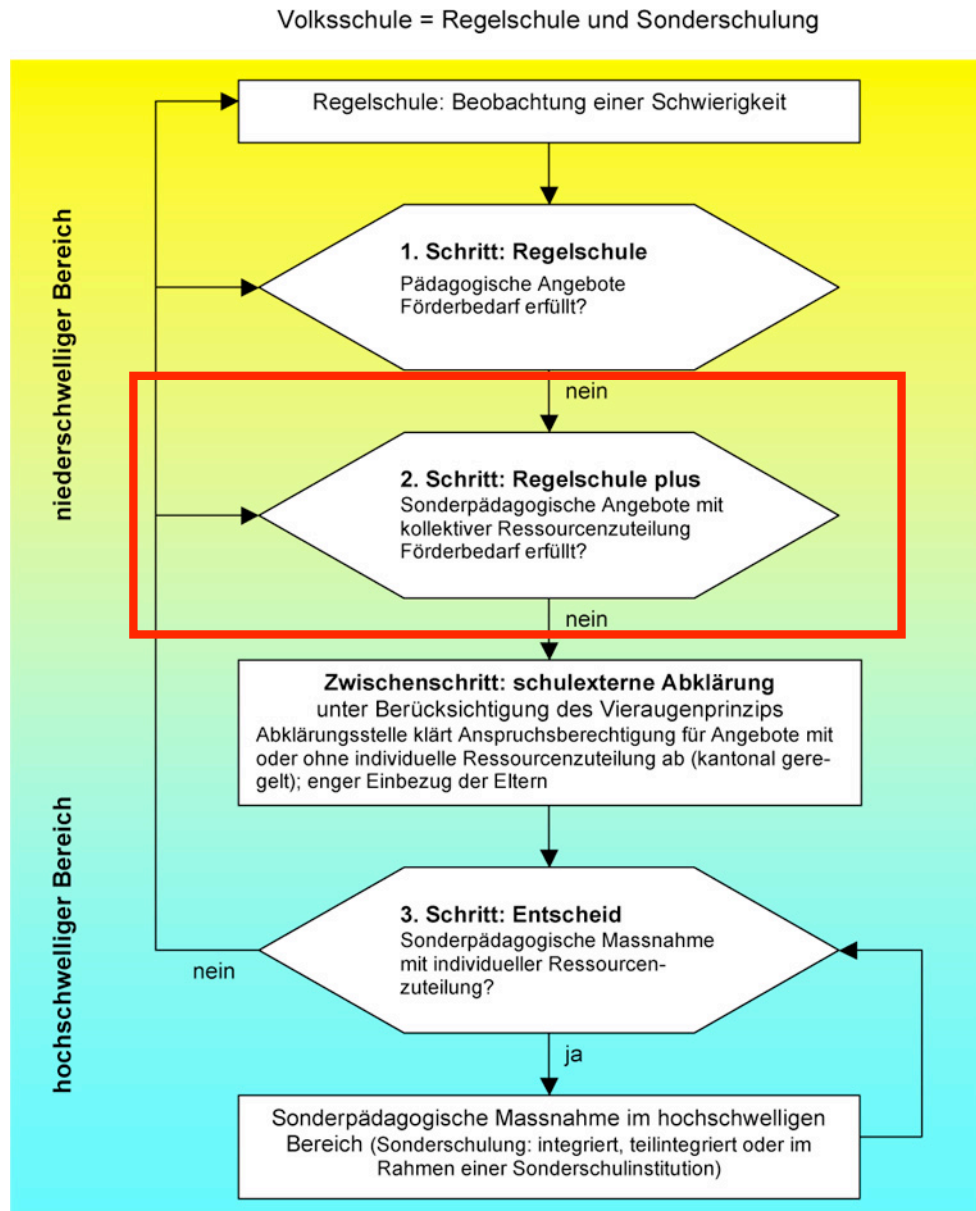 Volksschule = Regelschule und Sonderschulung
Regelschule: Beobachtung einer Schwierigkeit
niederschwelliger Bereich
1. Schritt: Regelschule
Pädagogische Angebote
Förderbedarf erfüllt?
nein
2. Schritt: Regelschule plus
Sonderpädagogische Angebote mit
kollektiver Ressourcenzuteilung
Förderbedarf erfüllt?
nein
Zwischenschritt: schulexterne Abklärung
unter Berücksichtigung des Vieraugenprinzips
Abklärungsstelle klärt Anspruchsberechtigung für Angebote mit
oder ohne individuelle Ressourcenzuteilung ab (kantonal gere-
gelt); enger Einbezug der Eltern
hochschwelliger Bereich
3. Schritt: Entscheid
Sonderpädagogische Massnahme
mit individueller Ressourcen-
zuteilung?
nein
ja
Sonderpädagogische Massnahme im hochschwelligen
Bereich (Sonderschulung: integriert, teilintegriert oder im
Rahmen einer Sonderschulinstitution)